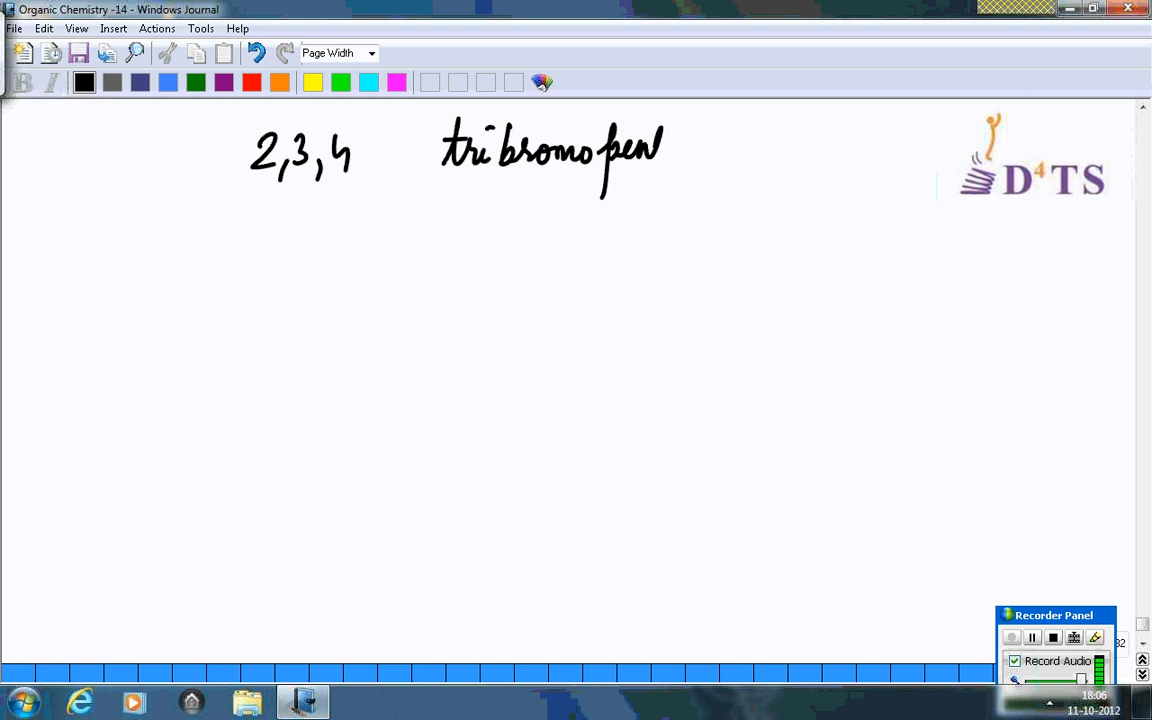 Organic Chemistry -14 - Windows Journal
File Edit View Insert Actions Tools Help
Page Width
B I
2,3,4 tribromopen
D4TS
Recorder Panel
32
Record Audio
18:06
11-10-2012